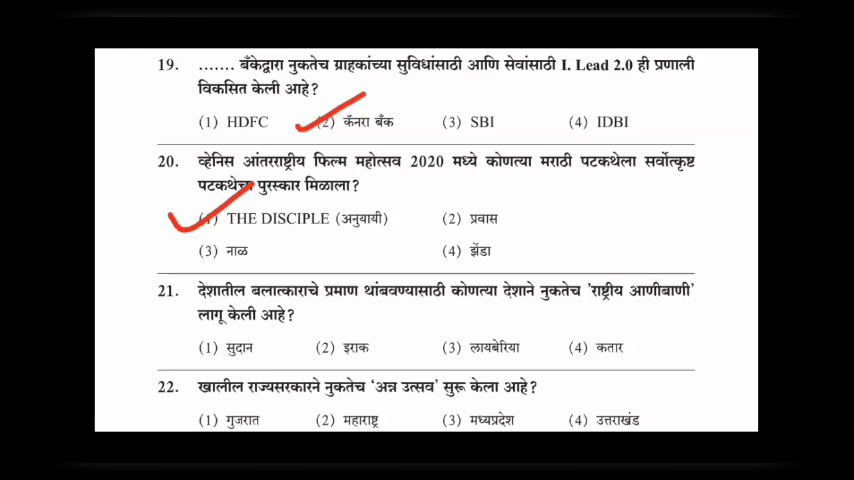 19. ....... बँकेद्वारा नुकतेच ग्राहकांच्या सुविधांसाठी आणि सेवांसाठी I. Lead 2.0 ही प्रणाली
विकसित केली आहे?
(1) HDFC (2) कॅनरा बँक (3) SBI (4) IDBI
20. व्हेनिस आंतरराष्ट्रीय फिल्म महोत्सव 2020 मध्ये कोणत्या मराठी पटकथेला सर्वोत्कृष्ट
पटकथेचा पुरस्कार मिळाला?
(1) THE DISCIPLE (अनुयायी) (2) प्रवास
(3) नाळ (4) झेंडा
21. देशातील बलात्काराचे प्रमाण थांबवण्यासाठी कोणत्या देशाने नुकतेच 'राष्ट्रीय आणीबाणी'
लागू केली आहे?
(1) सुदान (2) इराक (3) लायबेरिया (4) कतार
22. खालील राज्यसरकारने नुकतेच 'अन्न उत्सव' सुरू केला आहे?
(1) गुजरात (2) महाराष्ट्र (3) मध्यप्रदेश (4) उत्तराखंड